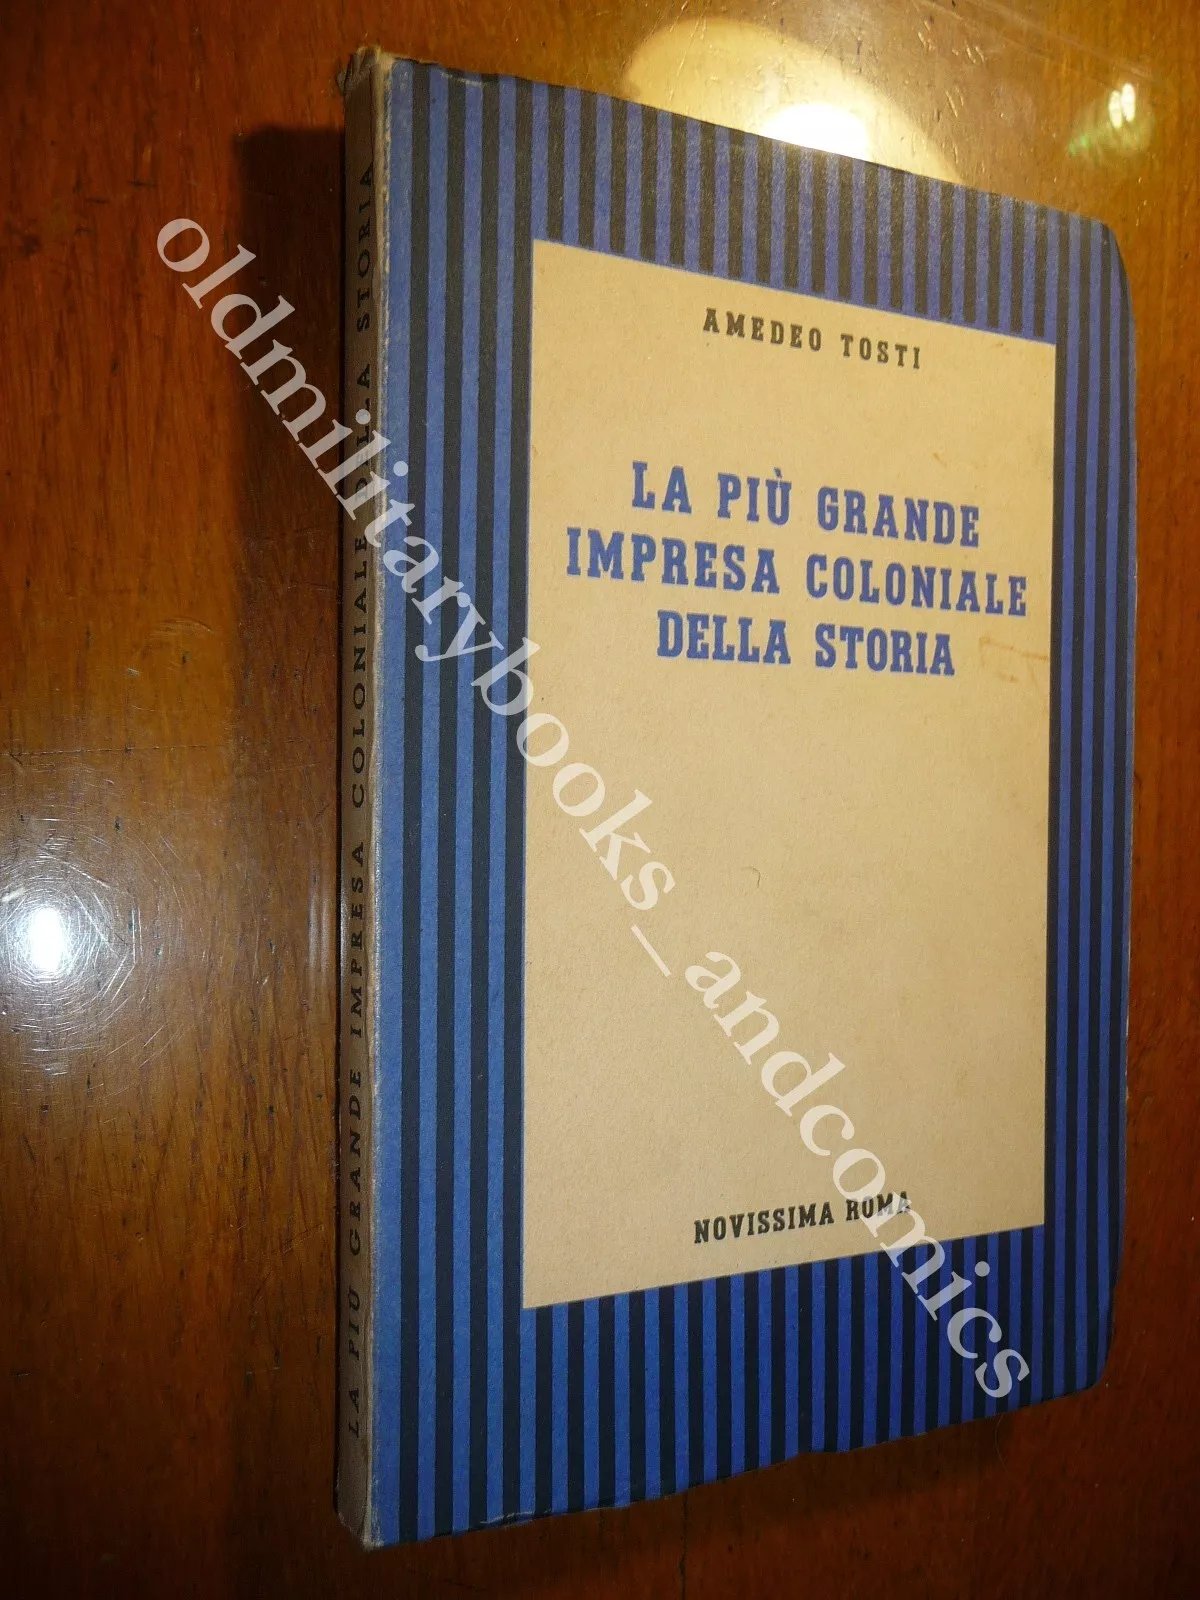 AMEDEO TOSTI
LA PIÙ GRANDE
IMPRESA COLONIALE
DELLA STORIA
NOVISSIMA ROMA
LA PIÙ GRANDE IMPRESA COLONIALE DELLA STORIA
oldmilitarybooks_andcomics